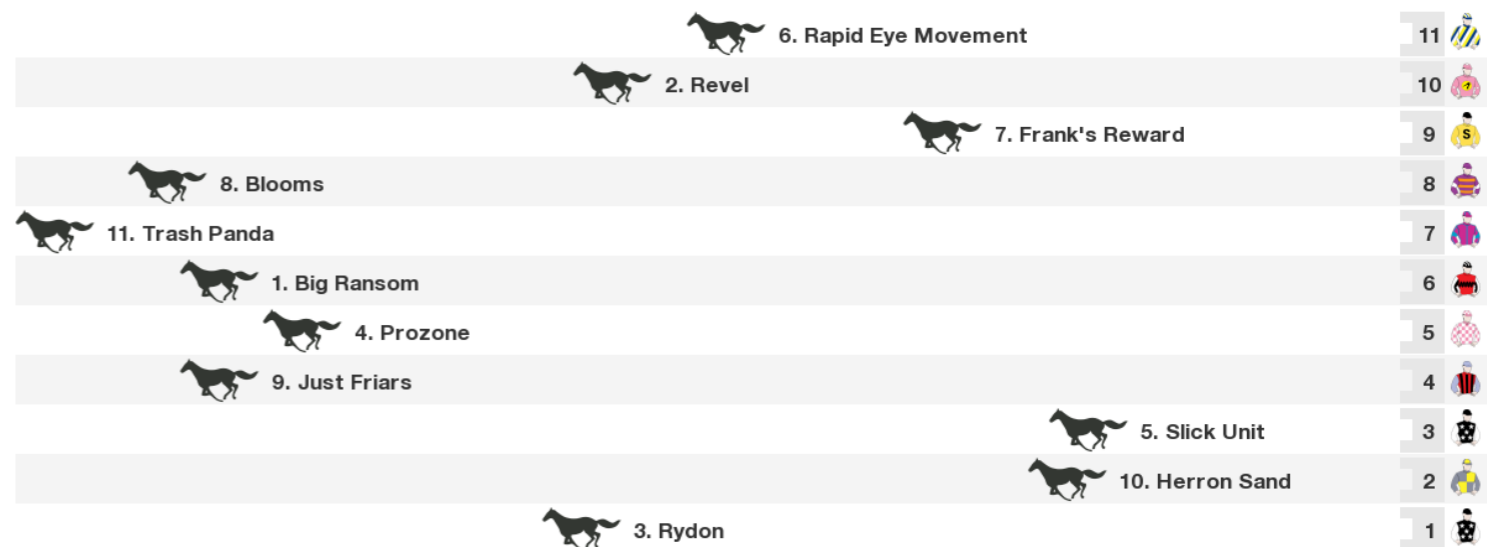 6. Rapid Eye Movement 11
2. Revel 10
7. Frank's Reward 9 S
8. Blooms 8
11. Trash Panda 7
1. Big Ransom 6
4. Prozone 5
9. Just Friars 4
5. Slick Unit 3
10. Herron Sand 2
3. Rydon 1